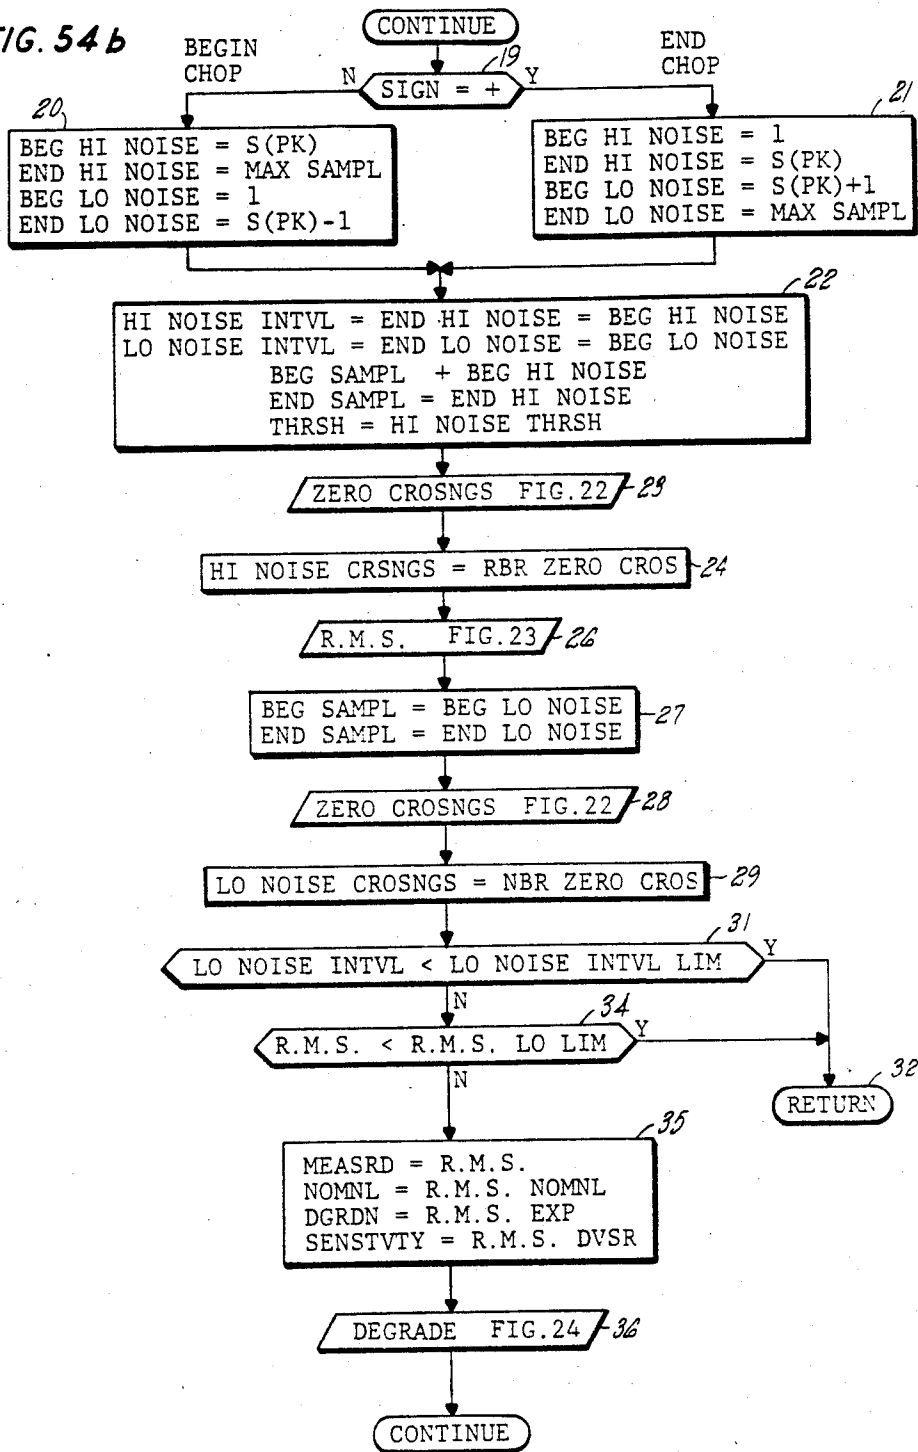 FIG. 54b
CONTINUE
BEGIN
CHOP
END
CHOP
19
N
SIGN = +
Y
20
BEG HI NOISE = S(PK)
END HI NOISE = MAX SAMPL
BEG LO NOISE = 1
END LO NOISE = S(PK)-1
21
BEG HI NOISE = 1
END HI NOISE = S(PK)
BEG LO NOISE = S(PK)+1
END LO NOISE = MAX SAMPL
22
HI NOISE INTVL = END HI NOISE = BEG HI NOISE
LO NOISE INTVL = END LO NOISE = BEG LO NOISE
BEG SAMPL + BEG HI NOISE
END SAMPL = END HI NOISE
THRSH = HI NOISE THRSH
ZERO CROSNGS FIG.22
23
HI NOISE CRSNGS = RBR ZERO CROS
24
R.M.S. FIG.23
26
BEG SAMPL = BEG LO NOISE
END SAMPL = END LO NOISE
27
ZERO CROSNGS FIG.22
28
LO NOISE CROSNGS = NBR ZERO CROS
29
31
LO NOISE INTVL < LO NOISE INTVL LIM
Y
N
34
R.M.S. < R.M.S. LO LIM
Y
N
32
RETURN
35
MEASRD = R.M.S.
NOMNL = R.M.S. NOMNL
DGRDN = R.M.S. EXP
SENSTVTY = R.M.S. DVSR
DEGRADE FIG.24
36
CONTINUE